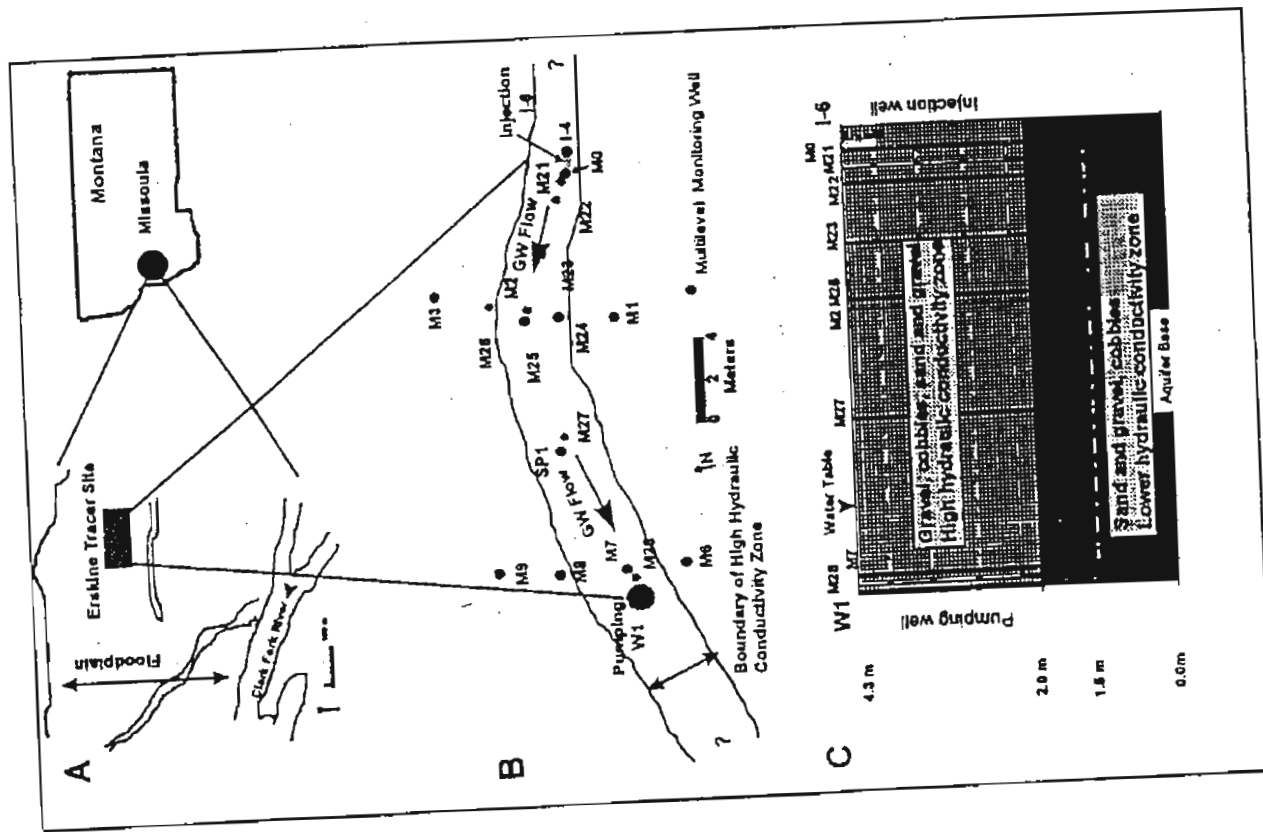 A
Montana
Missoula
Erskine Tracer Site
Floodplain
Clark Fork River
B
Injection
I-6
?
I-4
M0
M21
GW Flow
M22
M23
M2
M3
M26
M25
M24
M1
Multilevel Monitoring Well
0 2 4
Meters
N
SP1
M27
GW Flow
M7
M28
M9
M8
M6
Pumping
W1
Boundary of High Hydraulic
Conductivity Zone
?
C
W1
M28
M7
Water Table
M27
M2
M25
M23
M22
M21
M0
I-6
Injection well
Pumping well
Gravel, cobbles, sand and gravel
High hydraulic conductivity zone
Sand and gravel, cobbles
Lower hydraulic conductivity zone
Aquifer Base
4.3 m
2.0 m
1.5 m
0.0m